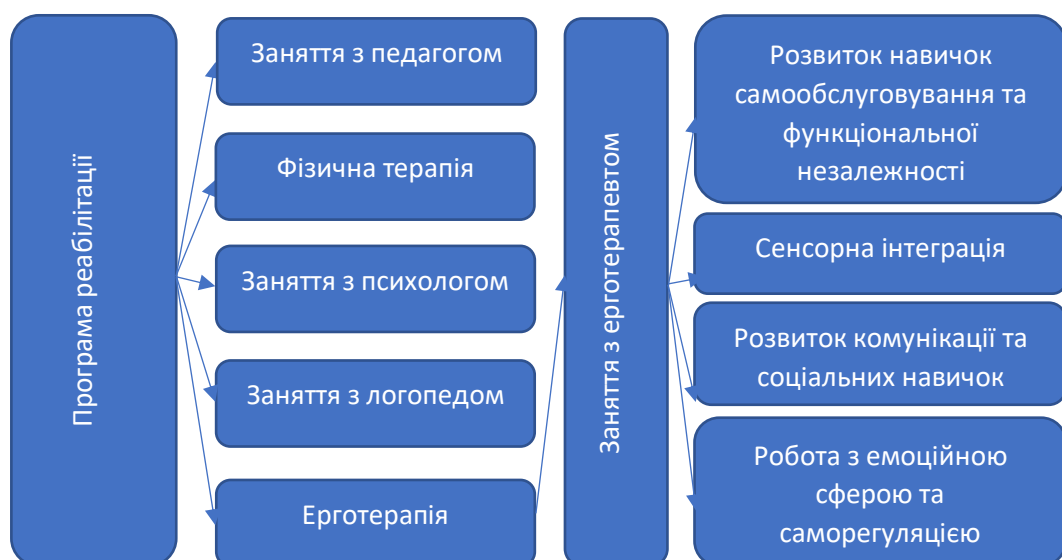 Програма реабілітації
Заняття з педагогом
Фізична терапія
Заняття з психологом
Заняття з логопедом
Ерготерапія
Заняття з ерготерапевтом
Розвиток навичок
самообслуговування та
функціональної
незалежності
Сенсорна інтеграція
Розвиток комунікації та
соціальних навичок
Робота з емоційною
сферою та
саморегуляцією